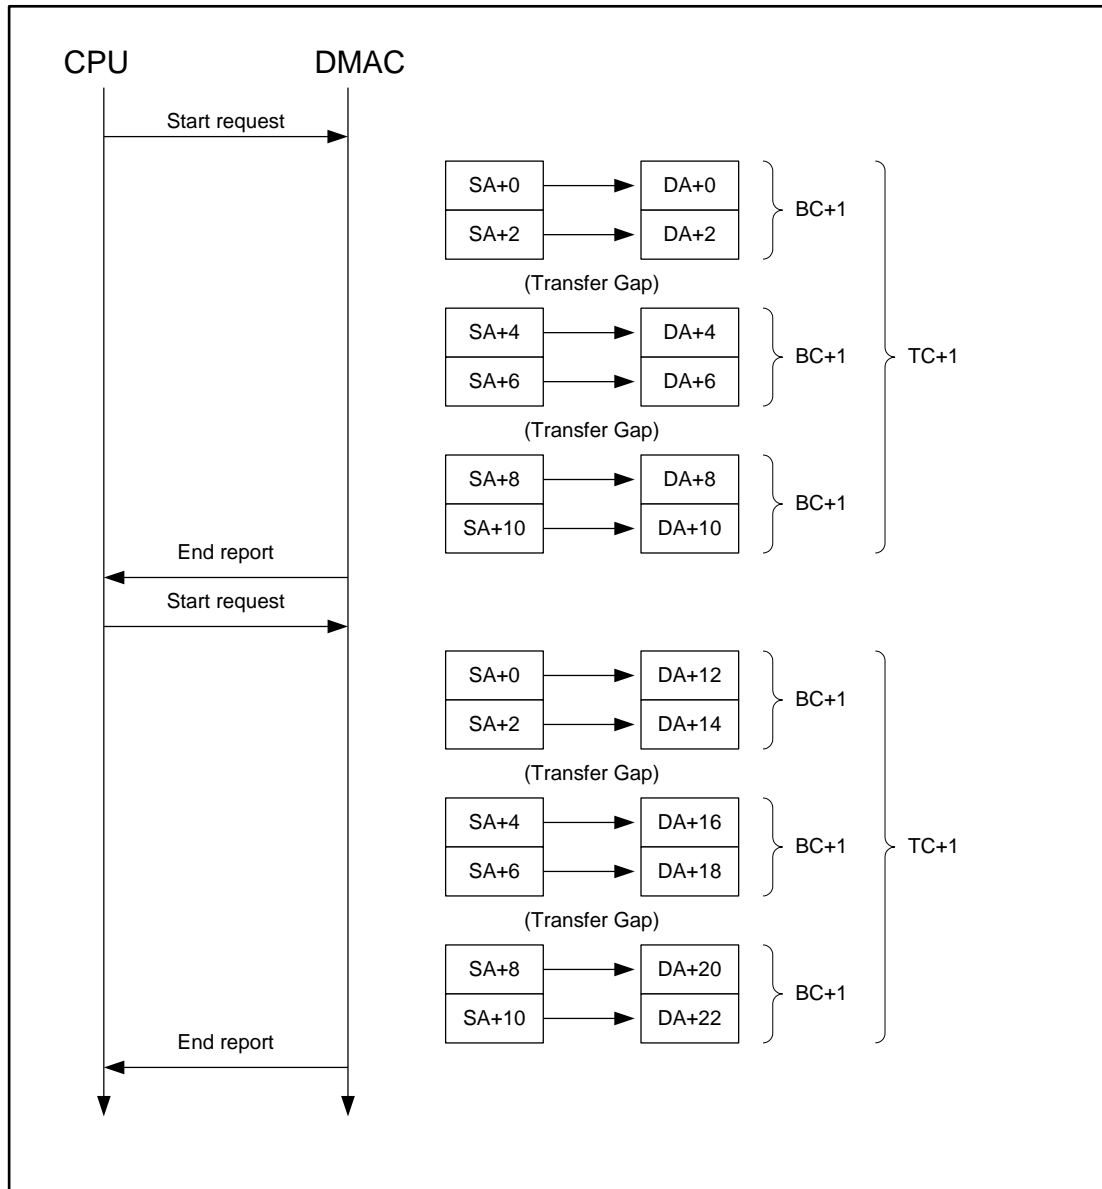 CPU DMAC
Start request
SA+0 DA+0
BC+1
SA+2 DA+2
(Transfer Gap)
SA+4 DA+4
BC+1 TC+1
SA+6 DA+6
(Transfer Gap)
SA+8 DA+8
BC+1
SA+10 DA+10
End report
Start request
SA+0 DA+12
BC+1
SA+2 DA+14
(Transfer Gap)
SA+4 DA+16
BC+1 TC+1
SA+6 DA+18
(Transfer Gap)
SA+8 DA+20
BC+1
SA+10 DA+22
End report